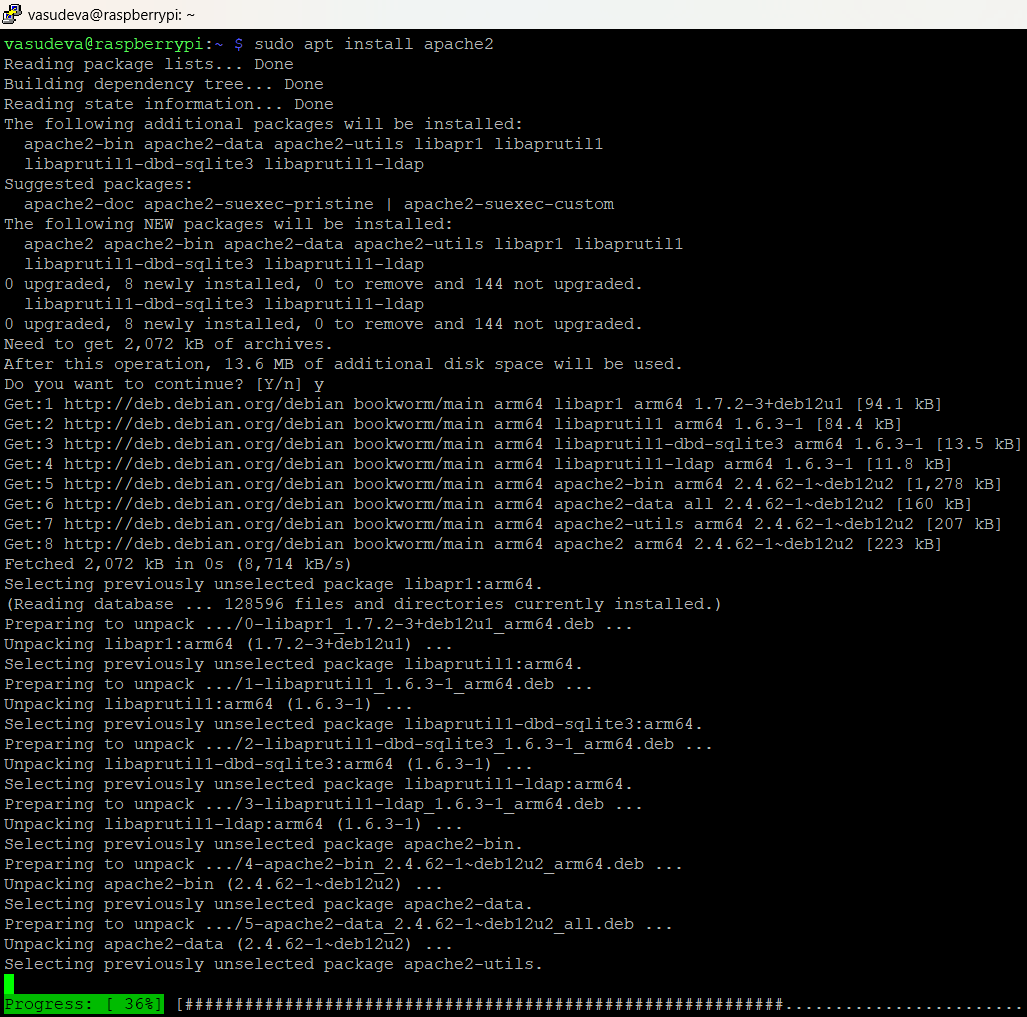 vasudeva@raspberrypi: ~
vasudeva@raspberrypi:~ $ sudo apt install apache2
Reading package lists... Done
Building dependency tree... Done
Reading state information... Done
The following additional packages will be installed:
  apache2-bin apache2-data apache2-utils libapr1 libaprutil1
  libaprutil1-dbd-sqlite3 libaprutil1-ldap
Suggested packages:
  apache2-doc apache2-suexec-pristine | apache2-suexec-custom
The following NEW packages will be installed:
  apache2 apache2-bin apache2-data apache2-utils libapr1 libaprutil1
  libaprutil1-dbd-sqlite3 libaprutil1-ldap
0 upgraded, 8 newly installed, 0 to remove and 144 not upgraded.
  libaprutil1-dbd-sqlite3 libaprutil1-ldap
0 upgraded, 8 newly installed, 0 to remove and 144 not upgraded.
Need to get 2,072 kB of archives.
After this operation, 13.6 MB of additional disk space will be used.
Do you want to continue? [Y/n] y
Get:1 http://deb.debian.org/debian bookworm/main arm64 libapr1 arm64 1.7.2-3+deb12u1 [94.1 kB]
Get:2 http://deb.debian.org/debian bookworm/main arm64 libaprutil1 arm64 1.6.3-1 [84.4 kB]
Get:3 http://deb.debian.org/debian bookworm/main arm64 libaprutil1-dbd-sqlite3 arm64 1.6.3-1 [13.5 kB]
Get:4 http://deb.debian.org/debian bookworm/main arm64 libaprutil1-ldap arm64 1.6.3-1 [11.8 kB]
Get:5 http://deb.debian.org/debian bookworm/main arm64 apache2-bin arm64 2.4.62-1~deb12u2 [1,278 kB]
Get:6 http://deb.debian.org/debian bookworm/main arm64 apache2-data all 2.4.62-1~deb12u2 [160 kB]
Get:7 http://deb.debian.org/debian bookworm/main arm64 apache2-utils arm64 2.4.62-1~deb12u2 [207 kB]
Get:8 http://deb.debian.org/debian bookworm/main arm64 apache2 arm64 2.4.62-1~deb12u2 [223 kB]
Fetched 2,072 kB in 0s (8,714 kB/s)
Selecting previously unselected package libapr1:arm64.
(Reading database ... 128596 files and directories currently installed.)
Preparing to unpack .../0-libapr1_1.7.2-3+deb12u1_arm64.deb ...
Unpacking libapr1:arm64 (1.7.2-3+deb12u1) ...
Selecting previously unselected package libaprutil1:arm64.
Preparing to unpack .../1-libaprutil1_1.6.3-1_arm64.deb ...
Unpacking libaprutil1:arm64 (1.6.3-1) ...
Selecting previously unselected package libaprutil1-dbd-sqlite3:arm64.
Preparing to unpack .../2-libaprutil1-dbd-sqlite3_1.6.3-1_arm64.deb ...
Unpacking libaprutil1-dbd-sqlite3:arm64 (1.6.3-1) ...
Selecting previously unselected package libaprutil1-ldap:arm64.
Preparing to unpack .../3-libaprutil1-ldap_1.6.3-1_arm64.deb ...
Unpacking libaprutil1-ldap:arm64 (1.6.3-1) ...
Selecting previously unselected package apache2-bin.
Preparing to unpack .../4-apache2-bin_2.4.62-1~deb12u2_arm64.deb ...
Unpacking apache2-bin (2.4.62-1~deb12u2) ...
Selecting previously unselected package apache2-data.
Preparing to unpack .../5-apache2-data_2.4.62-1~deb12u2_all.deb ...
Unpacking apache2-data (2.4.62-1~deb12u2) ...
Selecting previously unselected package apache2-utils.
Progress: [ 36%] [############################################################........................